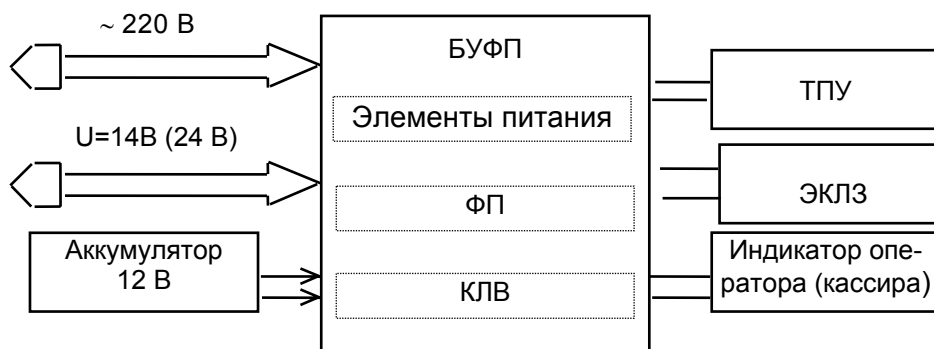 ~ 220 В
БУФП
ТПУ
Элементы питания
U=14В (24 В)
ЭКЛЗ
ФП
Аккумулятор
12 В
Индикатор опе-
ратора (кассира)
КЛВ